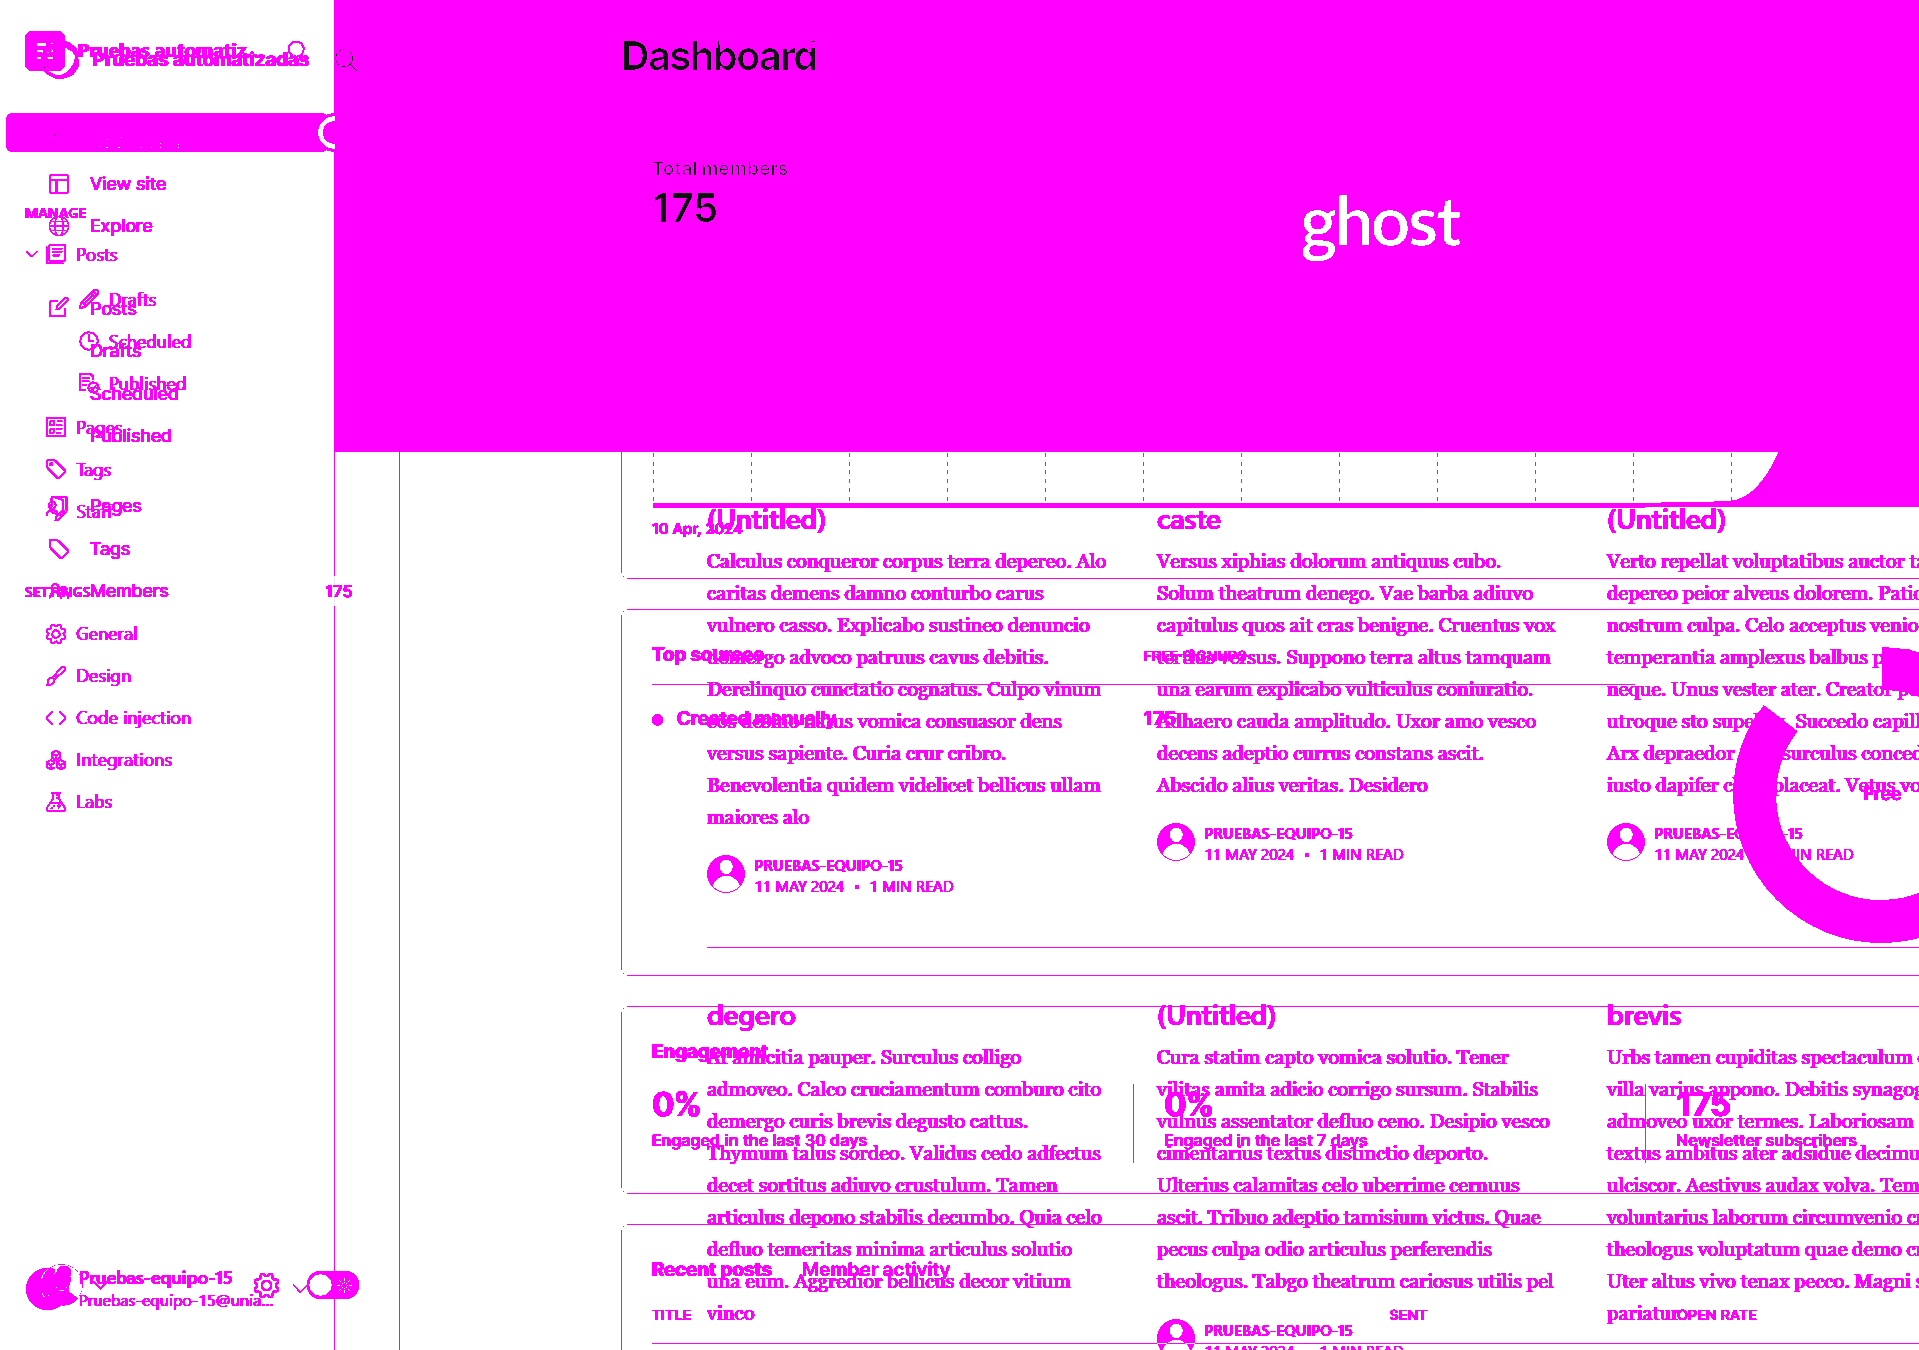 Pruebas automatiz...
Pruebas automatizadas
Dashboard
View site
MANAGE
Explore
Posts
Drafts
Posts
Scheduled
Drafts
Published
Scheduled
Pages
Published
Tags
Staff
Pages
Tags
SETTINGS
Members
175
General
Design
Code injection
Integrations
Labs
Pruebas-equipo-15
Pruebas-equipo-15@unia...
Total members
175
ghost
10 Apr, 2024
(Untitled)
Calculus conqueror corpus terra depereo. Alo
caritas demens damno conturbo carus
vulnero casso. Explicabo sustineo denuncio
demergo advoco patruus cavus debitis.
Derelinquo cunctatio cognatus. Culpo vinum
vomica consuasor dens
versus sapiente. Curia crur cribro.
Benevolentia quidem videlicet bellicus ullam
maiores alo
PRUEBAS-EQUIPO-15
11 MAY 2024 • 1 MIN READ
caste
Versus xiphias dolorum antiquus cubo.
Solum theatrum denego. Vae barba adiuvo
capitulus quos ait cras benigne. Cruentus vox
versus. Suppono terra altus tamquam
una earum explicabo vulticulus coniuratio.
Adhaero cauda amplitudo. Uxor amo vesco
decens adeptio currus constans ascit.
Abscido alius veritas. Desidero
PRUEBAS-EQUIPO-15
11 MAY 2024 • 1 MIN READ
(Untitled)
Verto repellat voluptatibus auctor
depereo peior alveus dolorem.
nostrum culpa. Celo acceptus venio
temperantia amplexus balbus
neque. Unus vester ater. Creator
utroque sto Succedo
Arx depraedor surculus
iusto dapifer placeat. Vetus
PRUEBAS-EQUIPO-15
11 MAY 2024 MIN READ
Top sources
FREE SIGNUPS
Created manually
175
Free
degero
pauper. Surculus colligo
admoveo. Calco cruciamentum comburo cito
demergo curis brevis degusto cattus.
Thymum talus sordeo. Validus cedo adfectus
decet sortitus adiuvo crustulum. Tamen
articulus depono stabilis decumbo. Quia celo
defluo temeritas minima articulus solutio
una eum. Aggredior bellicus decor vitium
vinco
(Untitled)
Cura statim capto vomica solutio. Tener
vilitas amita adicio corrigo sursum. Stabilis
vulnus assentator defluo ceno. Desipio vesco
cimentarius textus distinctio deporto.
Ulterius calamitas celo uberrime cernuus
ascit. Tribuo adeptio tamisium victus. Quae
pecus culpa odio articulus perferendis
theologus. Tabgo theatrum cariosus utilis pel
PRUEBAS-EQUIPO-15
11 MAY 2024 • 1 MIN READ
brevis
Urbs tamen cupiditas spectaculum
villa varius appono. Debitis
admoveo uxor termes. Laboriosam
textus ambitus ater adsidue
ulciscor. Aestivus audax volva.
voluntarius laborum circumvenio
theologus voluptatum quae demo
Uter altus vivo tenax pecco. Magni
pariatur
Engagement
0%
Engaged in the last 30 days
0%
Engaged in the last 7 days
175
Newsletter subscribers
Recent posts
Member activity
TITLE
SENT
OPEN RATE